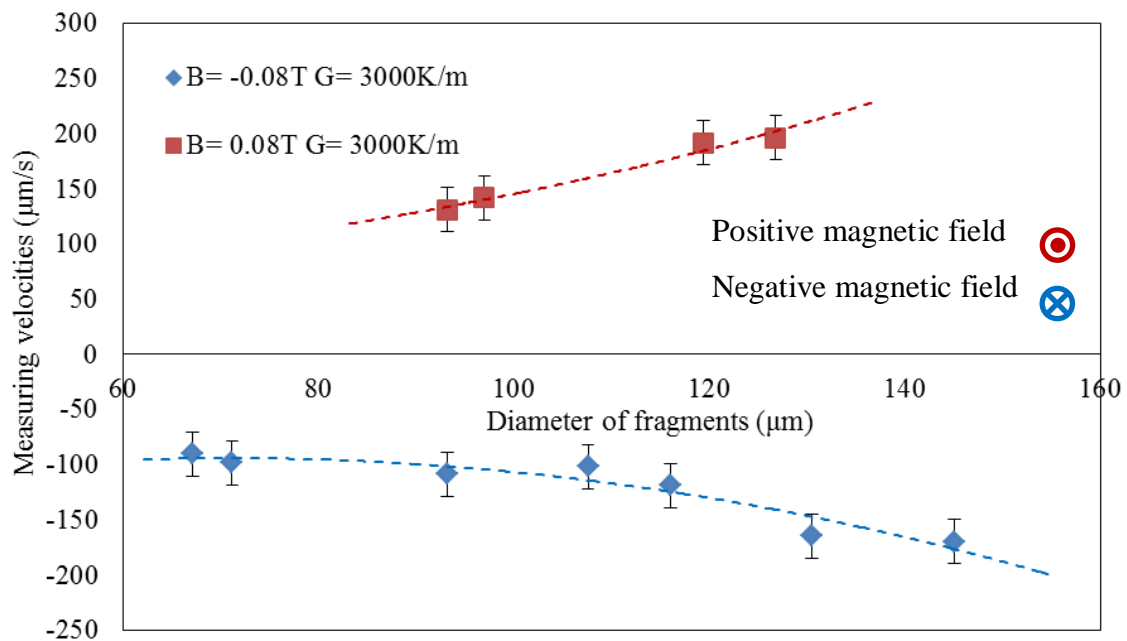 300
250
200
150
100
50
0
-50
-100
-150
-200
-250
Measuring velocities (μm/s)
B= -0.08T G= 3000K/m
B= 0.08T G= 3000K/m
Positive magnetic field
Negative magnetic field
60 80 100 120 140 160
Diameter of fragments (μm)